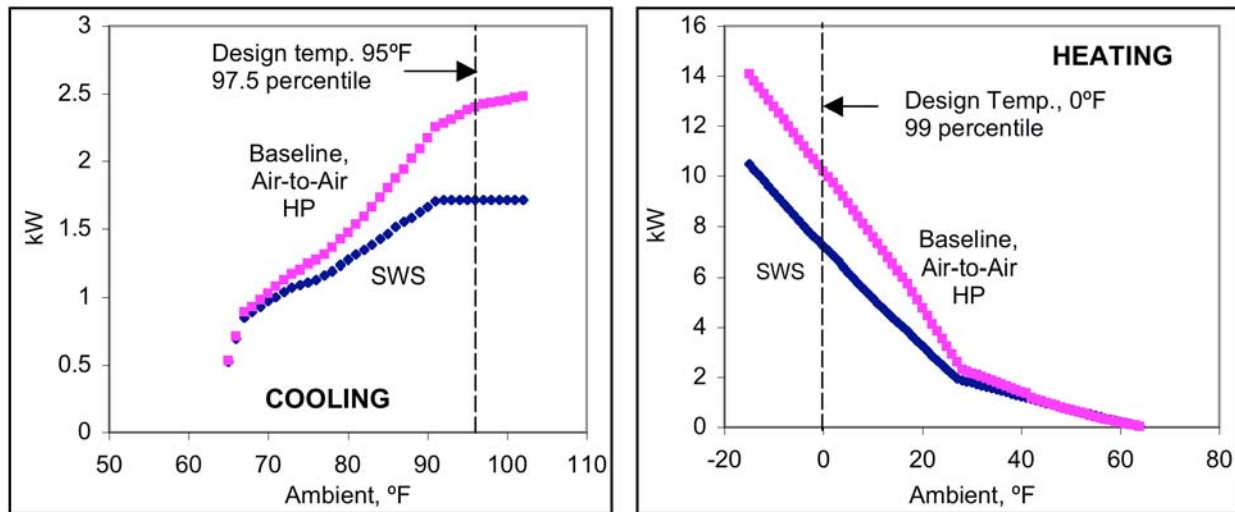 3
2.5
2
1.5
1
0.5
0
kW
Design temp. 95ºF
97.5 percentile
Baseline,
Air-to-Air
HP
SWS
COOLING
50 60 70 80 90 100 110
Ambient, ºF
16
14
12
10
8
6
4
2
0
kW
HEATING
Design Temp., 0ºF
99 percentile
Baseline,
Air-to-Air
HP
SWS
-20 0 20 40 60 80
Ambient, ºF